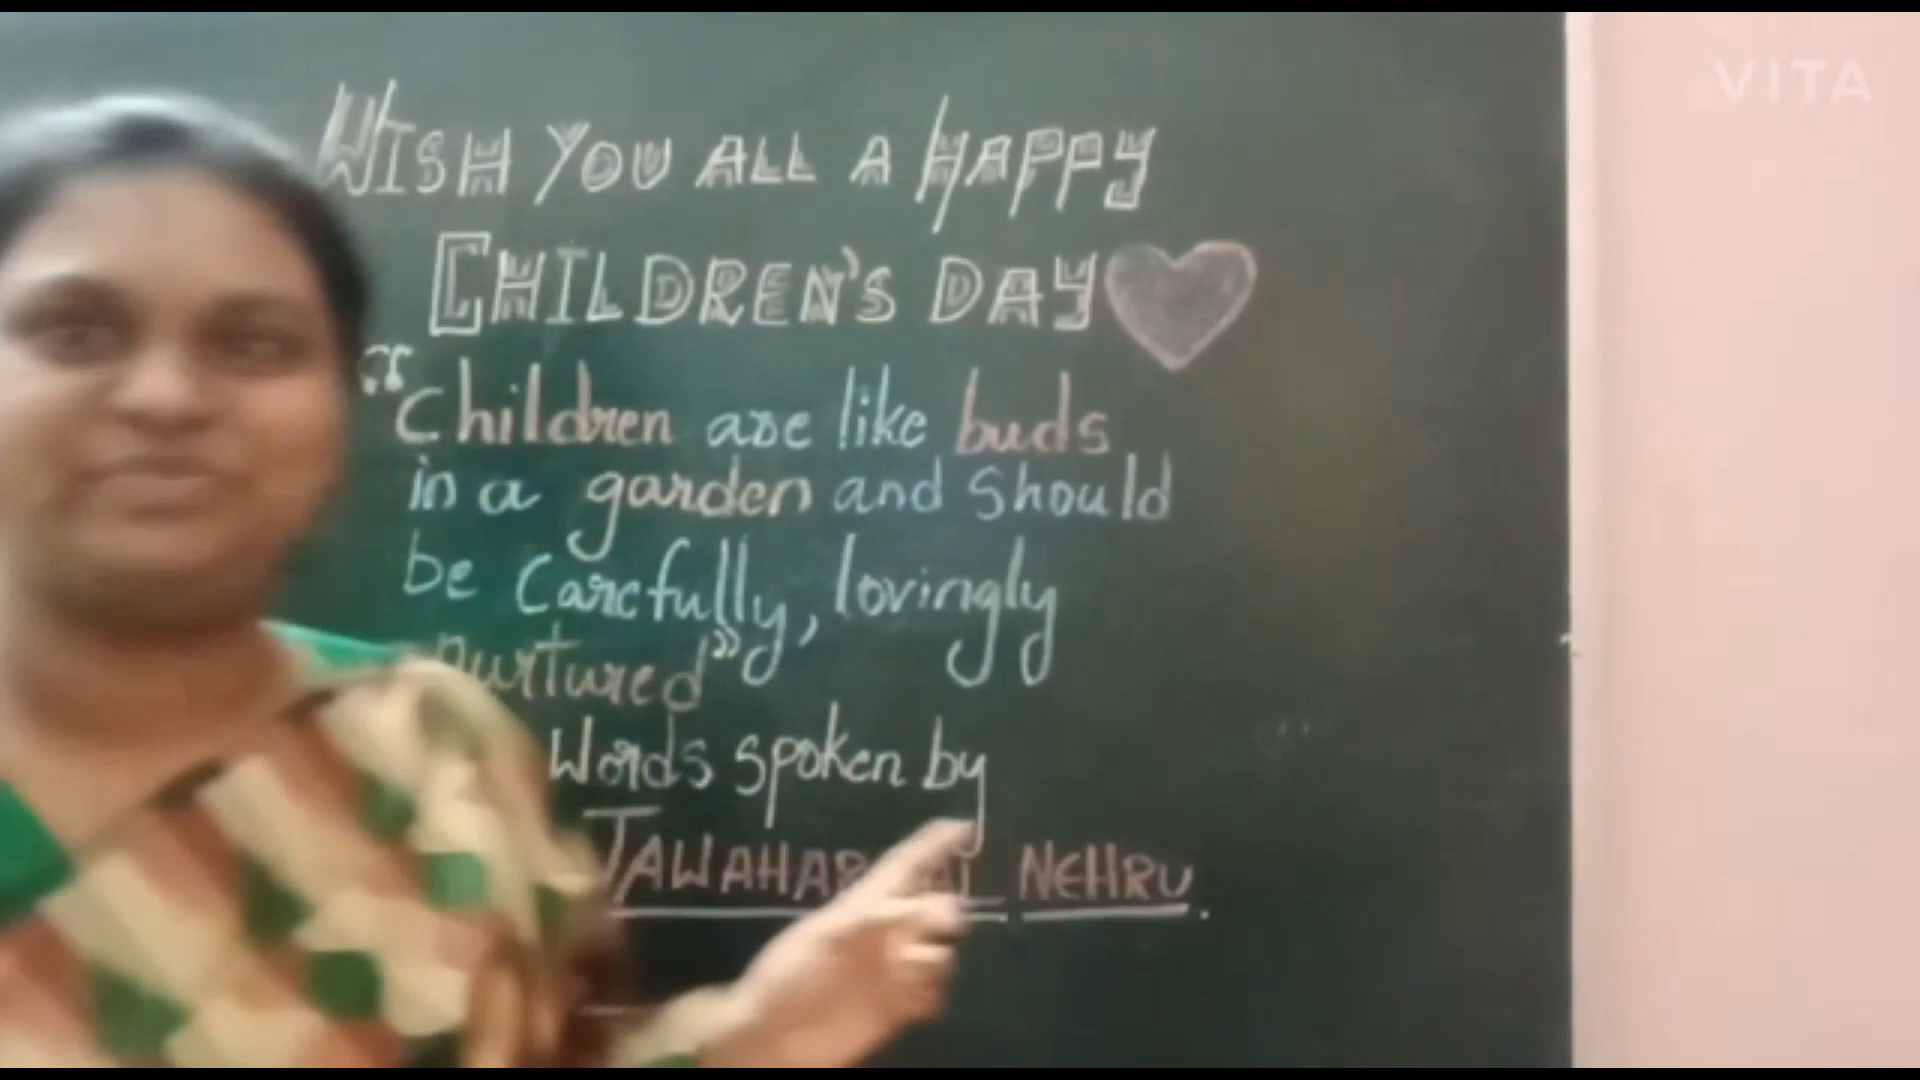 WISH YOU ALL A HAPPY
CHILDREN'S DAY
"Children are like buds
in a garden and should
be carefully, lovingly
nurtured"
Words spoken by
JAWAHARLAL NEHRU.
VITA